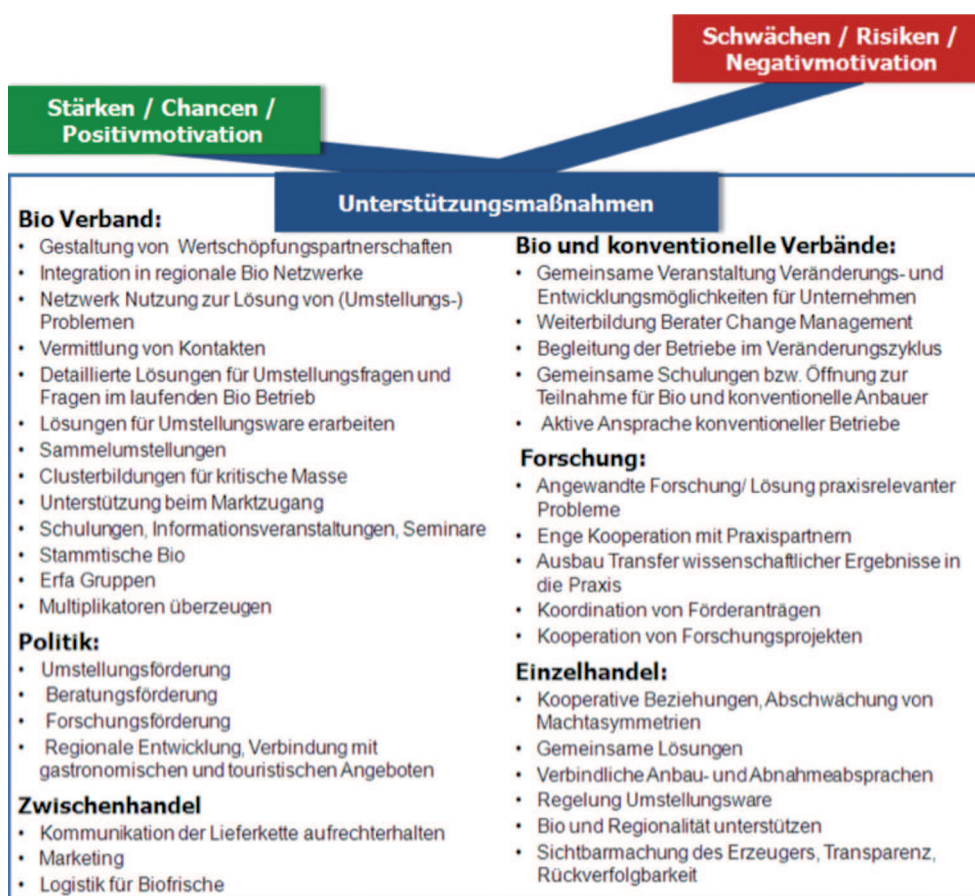 Schwächen / Risiken /
Negativmotivation
Stärken / Chancen /
Positivmotivation
Unterstützungsmaßnahmen
Bio Verband:
• Gestaltung von Wertschöpfungspartnerschaften
• Integration in regionale Bio Netzwerke
• Netzwerk Nutzung zur Lösung von (Umstellungs-)
Problemen
• Vermittlung von Kontakten
• Detaillierte Lösungen für Umstellungsfragen und
Fragen im laufenden Bio Betrieb
• Lösungen für Umstellungsware erarbeiten
• Sammelumstellungen
• Clusterbildungen für kritische Masse
• Unterstützung beim Marktzugang
• Schulungen, Informationsveranstaltungen, Seminare
• Stammtische Bio
• Erfa Gruppen
• Multiplikatoren überzeugen
Politik:
• Umstellungsförderung
• Beratungsförderung
• Forschungsförderung
• Regionale Entwicklung, Verbindung mit
gastronomischen und touristischen Angeboten
Zwischenhandel
• Kommunikation der Lieferkette aufrechterhalten
• Marketing
• Logistik für Biofrische
Bio und konventionelle Verbände:
• Gemeinsame Veranstaltung Veränderungs- und
Entwicklungsmöglichkeiten für Unternehmen
• Weiterbildung Berater Change Management
• Begleitung der Betriebe im Veränderungszyklus
• Gemeinsame Schulungen bzw. Öffnung zur
Teilnahme für Bio und konventionelle Anbauer
• Aktive Ansprache konventioneller Betriebe
Forschung:
• Angewandte Forschung/ Lösung praxisrelevanter
Probleme
• Enge Kooperation mit Praxispartnern
• Ausbau Transfer wissenschaftlicher Ergebnisse in
die Praxis
• Koordination von Förderanträgen
• Kooperation von Forschungsprojekten
Einzelhandel:
• Kooperative Beziehungen, Abschwächung von
Machtasymmetrien
• Gemeinsame Lösungen
• Verbindliche Anbau- und Abnahmeabsprachen
• Regelung Umstellungsware
• Bio und Regionalität unterstützen
• Sichtbarmachung des Erzeugers, Transparenz,
Rückverfolgbarkeit